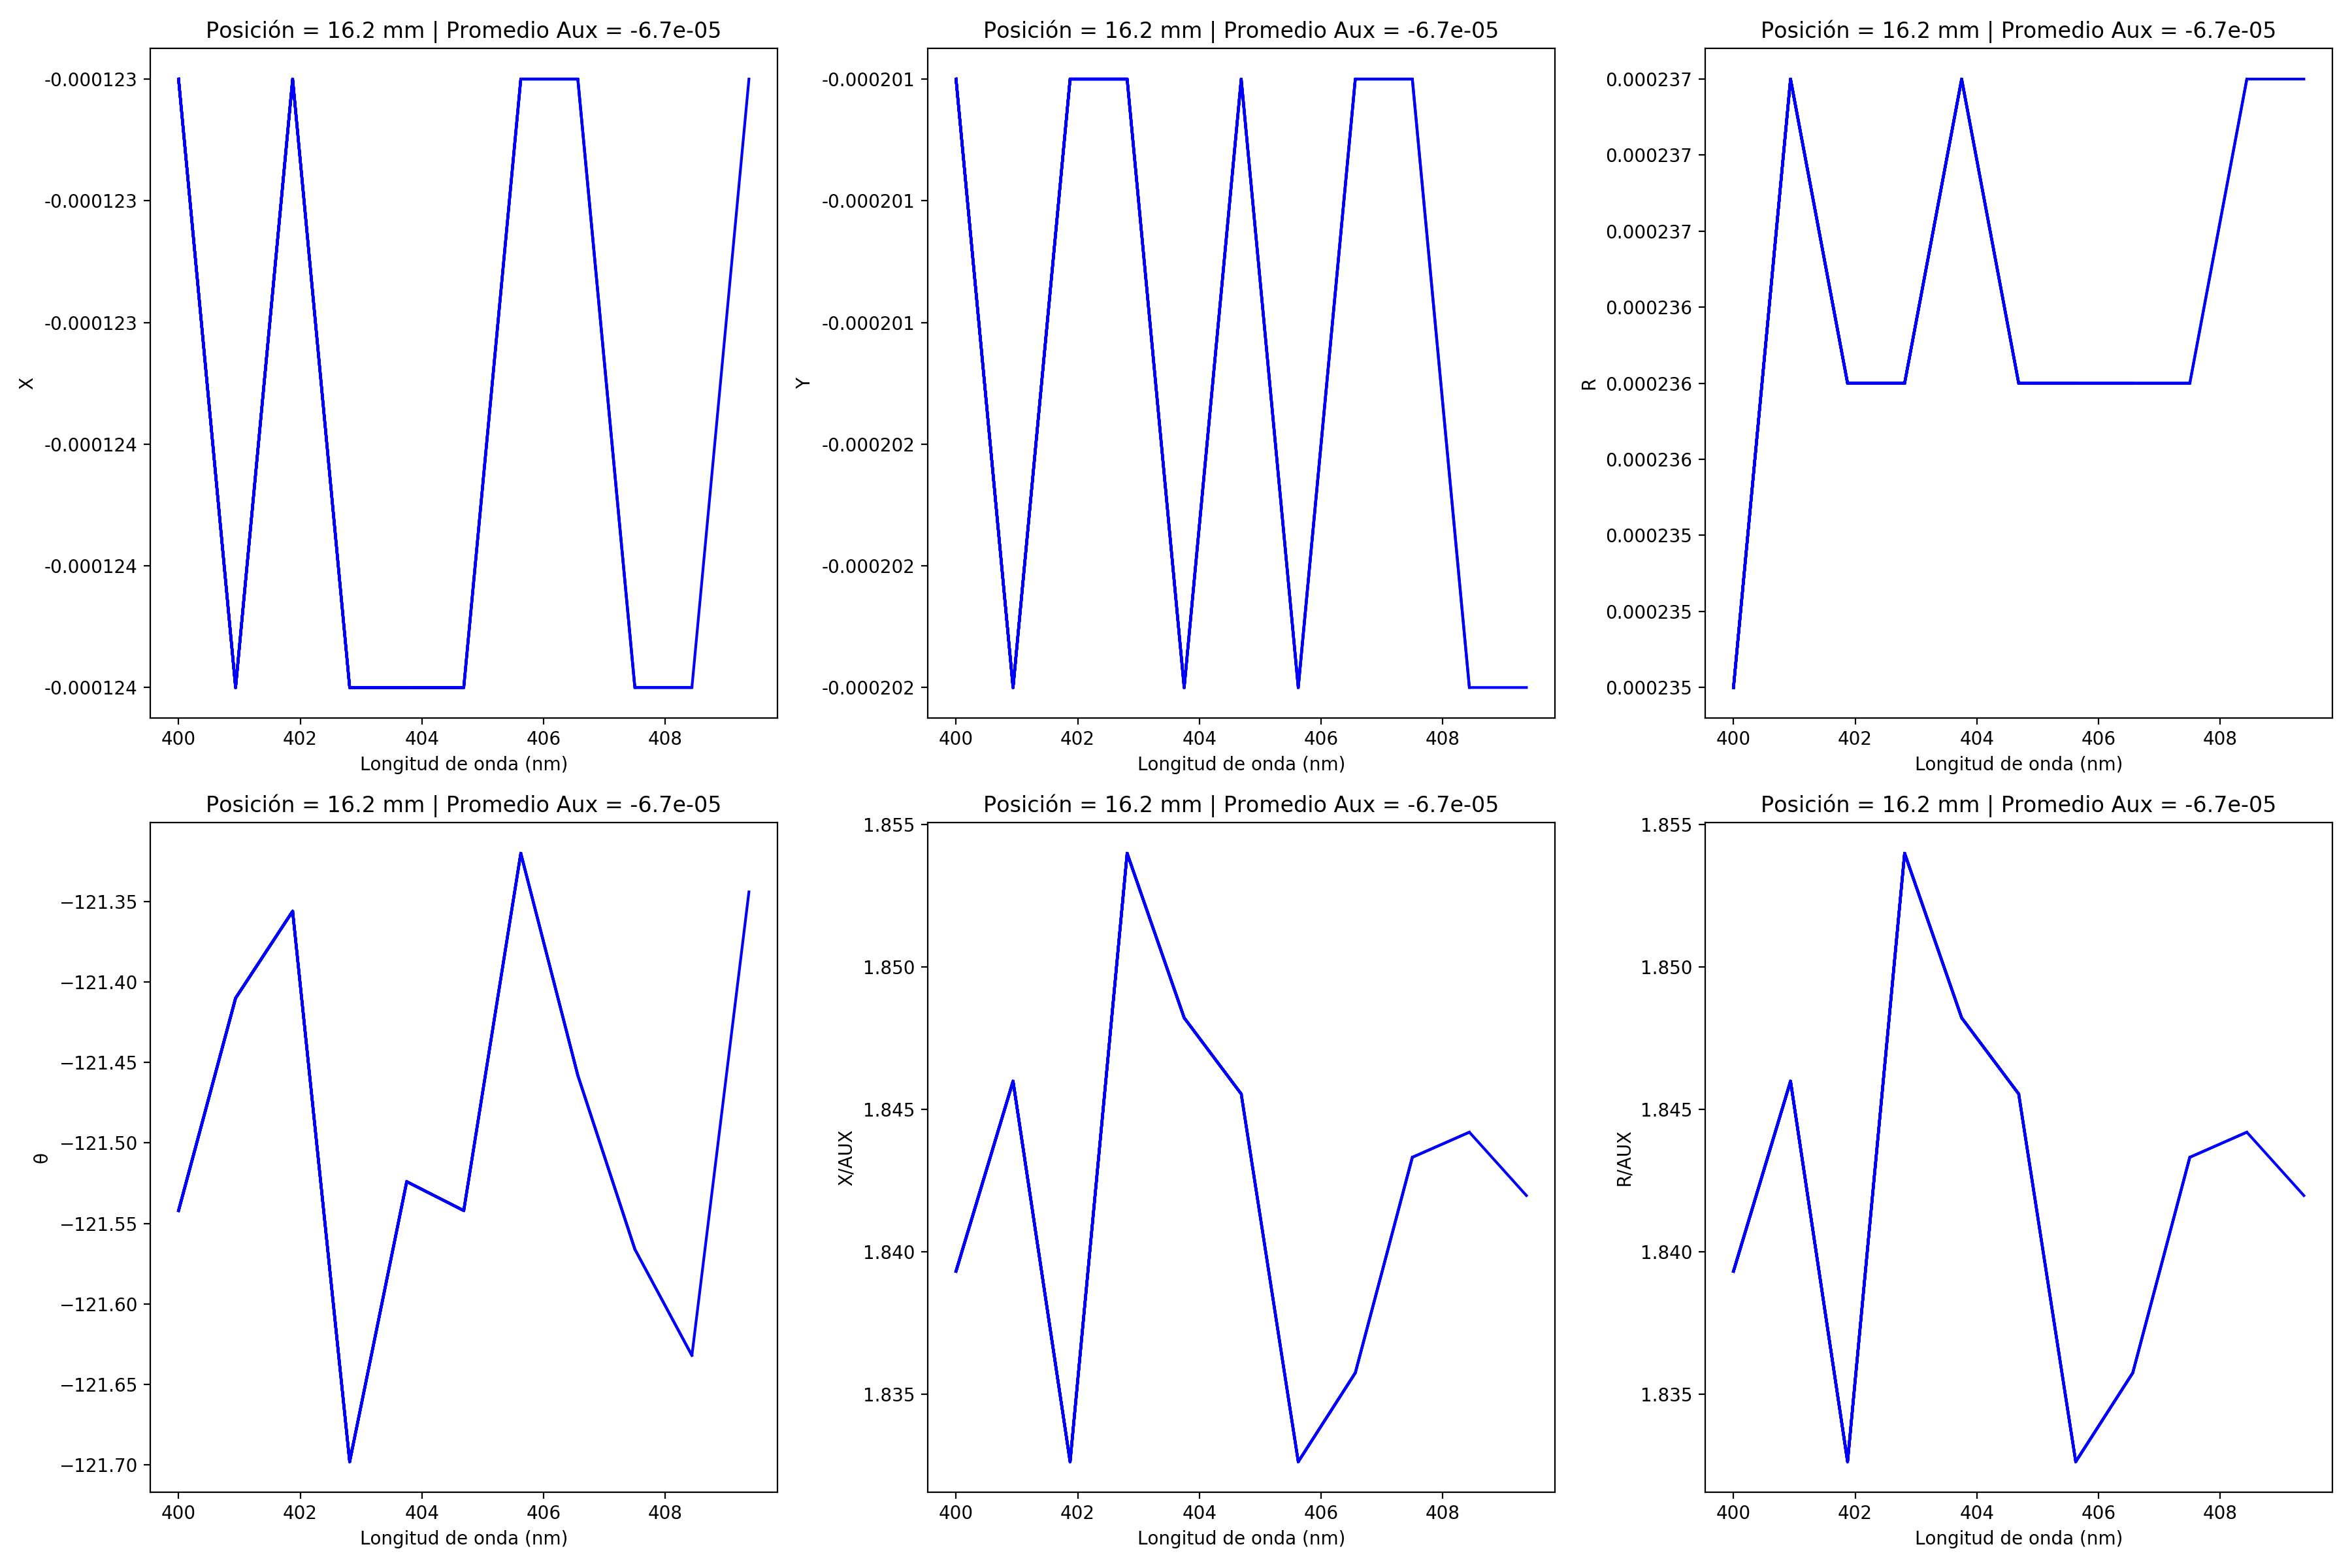 Posición = 16.2 mm | Promedio Aux = -6.7e-05
-0.000123
-0.000123
-0.000123
-0.000124
-0.000124
-0.000124
X
400 402 404 406 408
Longitud de onda (nm)
Posición = 16.2 mm | Promedio Aux = -6.7e-05
-0.000201
-0.000201
-0.000201
-0.000202
-0.000202
-0.000202
Y
400 402 404 406 408
Longitud de onda (nm)
Posición = 16.2 mm | Promedio Aux = -6.7e-05
0.000237
0.000237
0.000237
0.000236
0.000236
0.000236
0.000235
0.000235
0.000235
R
400 402 404 406 408
Longitud de onda (nm)
Posición = 16.2 mm | Promedio Aux = -6.7e-05
−121.35
−121.40
−121.45
−121.50
−121.55
−121.60
−121.65
−121.70
θ
400 402 404 406 408
Longitud de onda (nm)
Posición = 16.2 mm | Promedio Aux = -6.7e-05
1.855
1.850
1.845
1.840
1.835
X/AUX
400 402 404 406 408
Longitud de onda (nm)
Posición = 16.2 mm | Promedio Aux = -6.7e-05
1.855
1.850
1.845
1.840
1.835
R/AUX
400 402 404 406 408
Longitud de onda (nm)